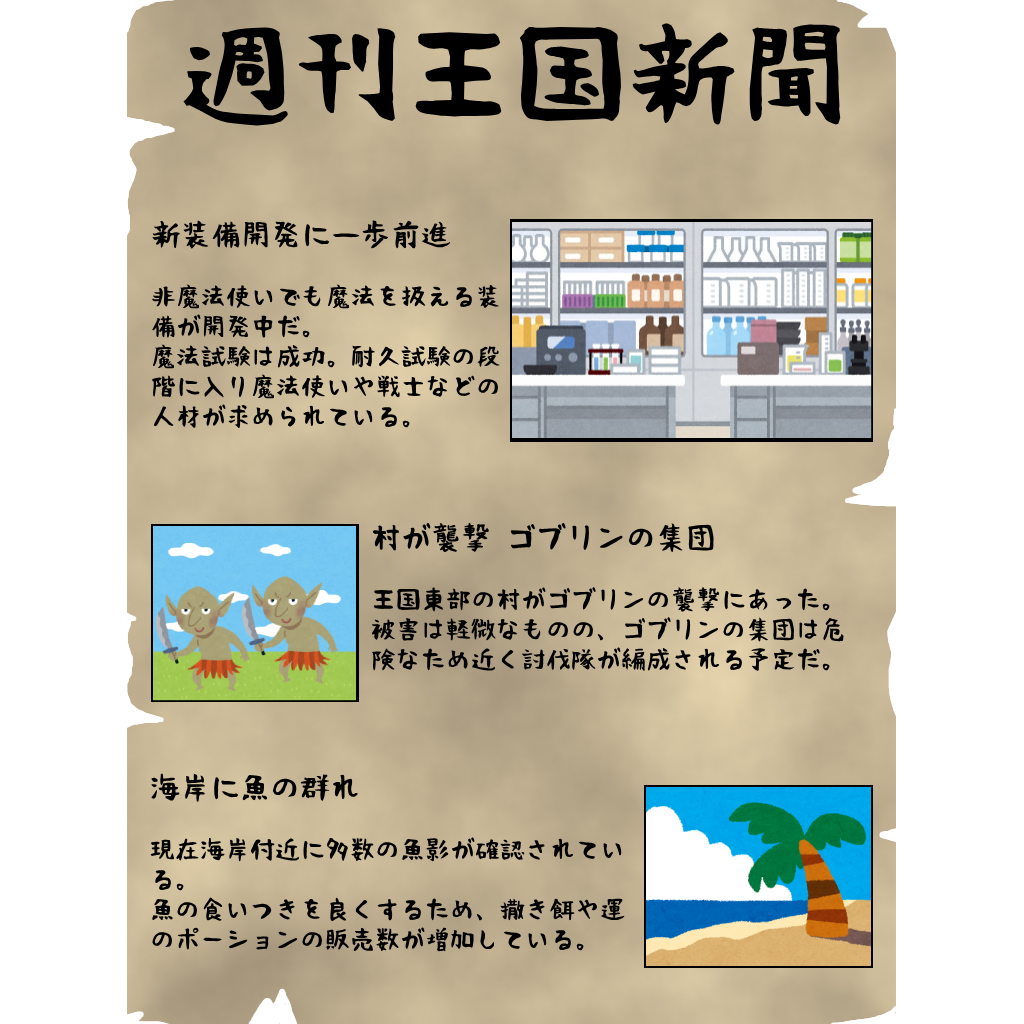 週刊王国新聞
新装備開発に一歩前進
非魔法使いでも魔法を扱える装
備が開発中だ。
魔法試験は成功。耐久試験の段
階に入り魔法使いや戦士などの
人材が求められている。
村が襲撃 ゴブリンの集団
王国東部の村がゴブリンの襲撃にあった。
被害は軽微なものの、ゴブリンの集団は危
険なため近く討伐隊が編成される予定だ。
海岸に魚の群れ
現在海岸付近に多数の魚影が確認されてい
る。
魚の食いつきを良くするため、撒き餌や運
のポーションの販売数が増加している。